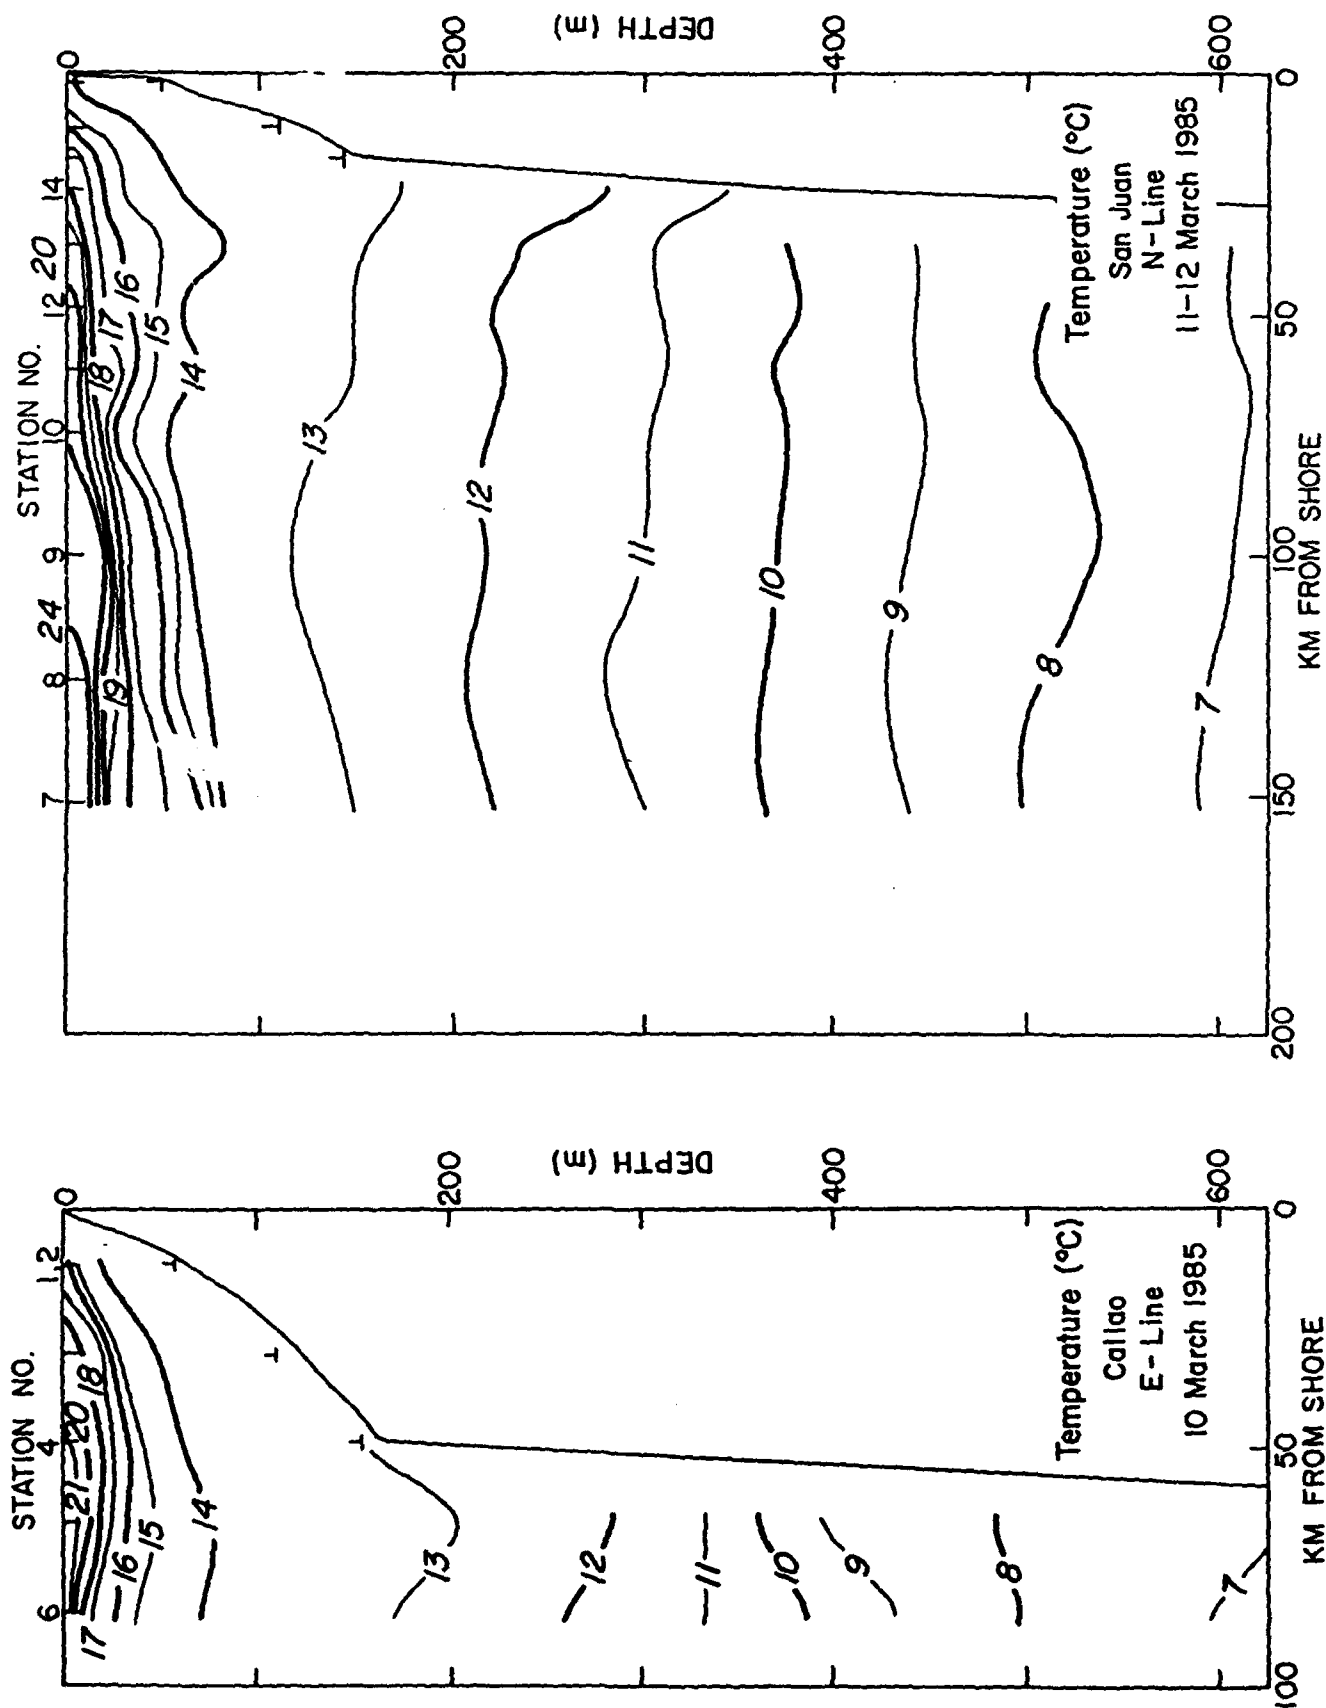 STATION NO.
6 4 1,2
0
21 20 18
17
16
15
14
13
200
12
DEPTH (m)
11
10
400
9
8
Temperature (°C)
Callao
E-Line
10 March 1985
7
600
100 50 0
KM FROM SHORE
STATION NO.
7 8 24 9 10 12 20 14
0
19
18
17
16
15
14
13
200
12
DEPTH (m)
11
10
400
9
8
Temperature (°C)
San Juan
N-Line
11-12 March 1985
7
600
200 150 100 50 0
KM FROM SHORE